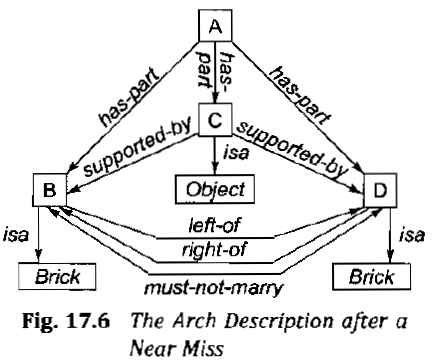 A
has-part
has-
part
has-part
C
supported-by
supported-by
isa
B
Object
D
isa
left-of
isa
right-of
Brick
must-not-marry
Brick
Fig. 17.6 The Arch Description after a
Near Miss